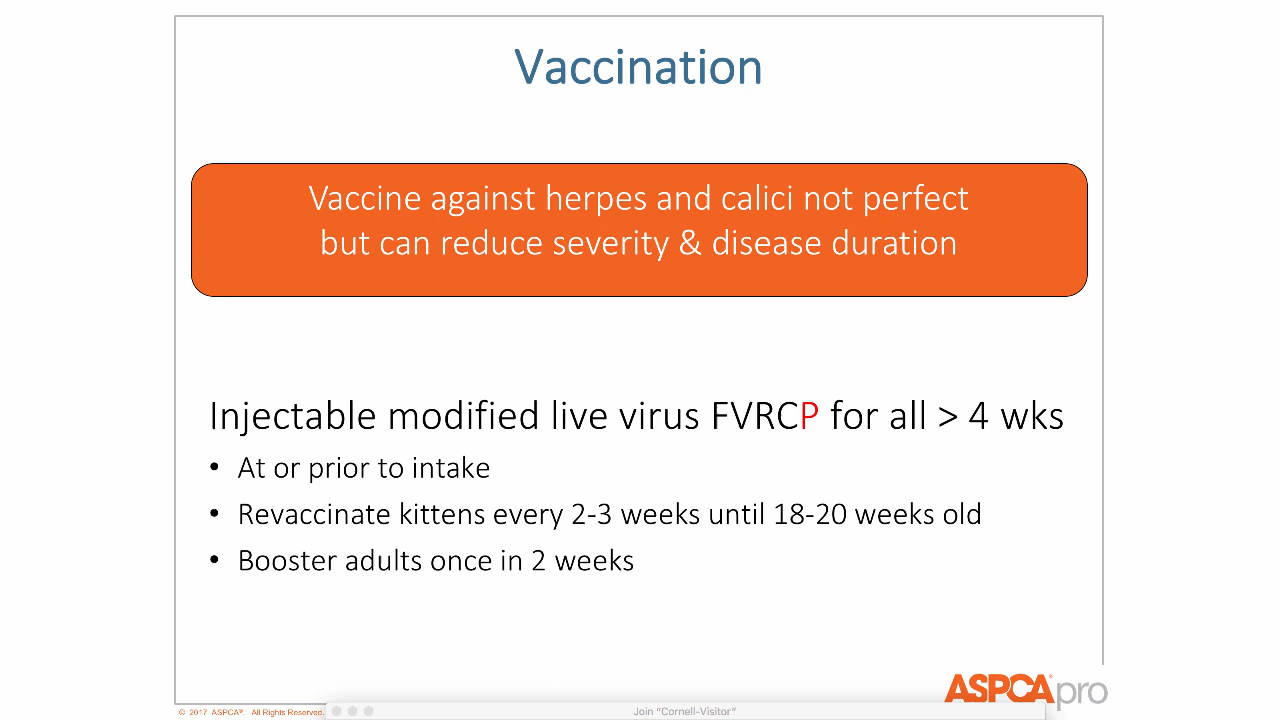 Vaccination
Vaccine against herpes and calici not perfect
but can reduce severity & disease duration
Injectable modified live virus FVRCP for all > 4 wks
• At or prior to intake
• Revaccinate kittens every 2-3 weeks until 18-20 weeks old
• Booster adults once in 2 weeks
ASPCA® pro
© 2017 ASPCA®. All Rights Reserved.
Join “Cornell-Visitor”